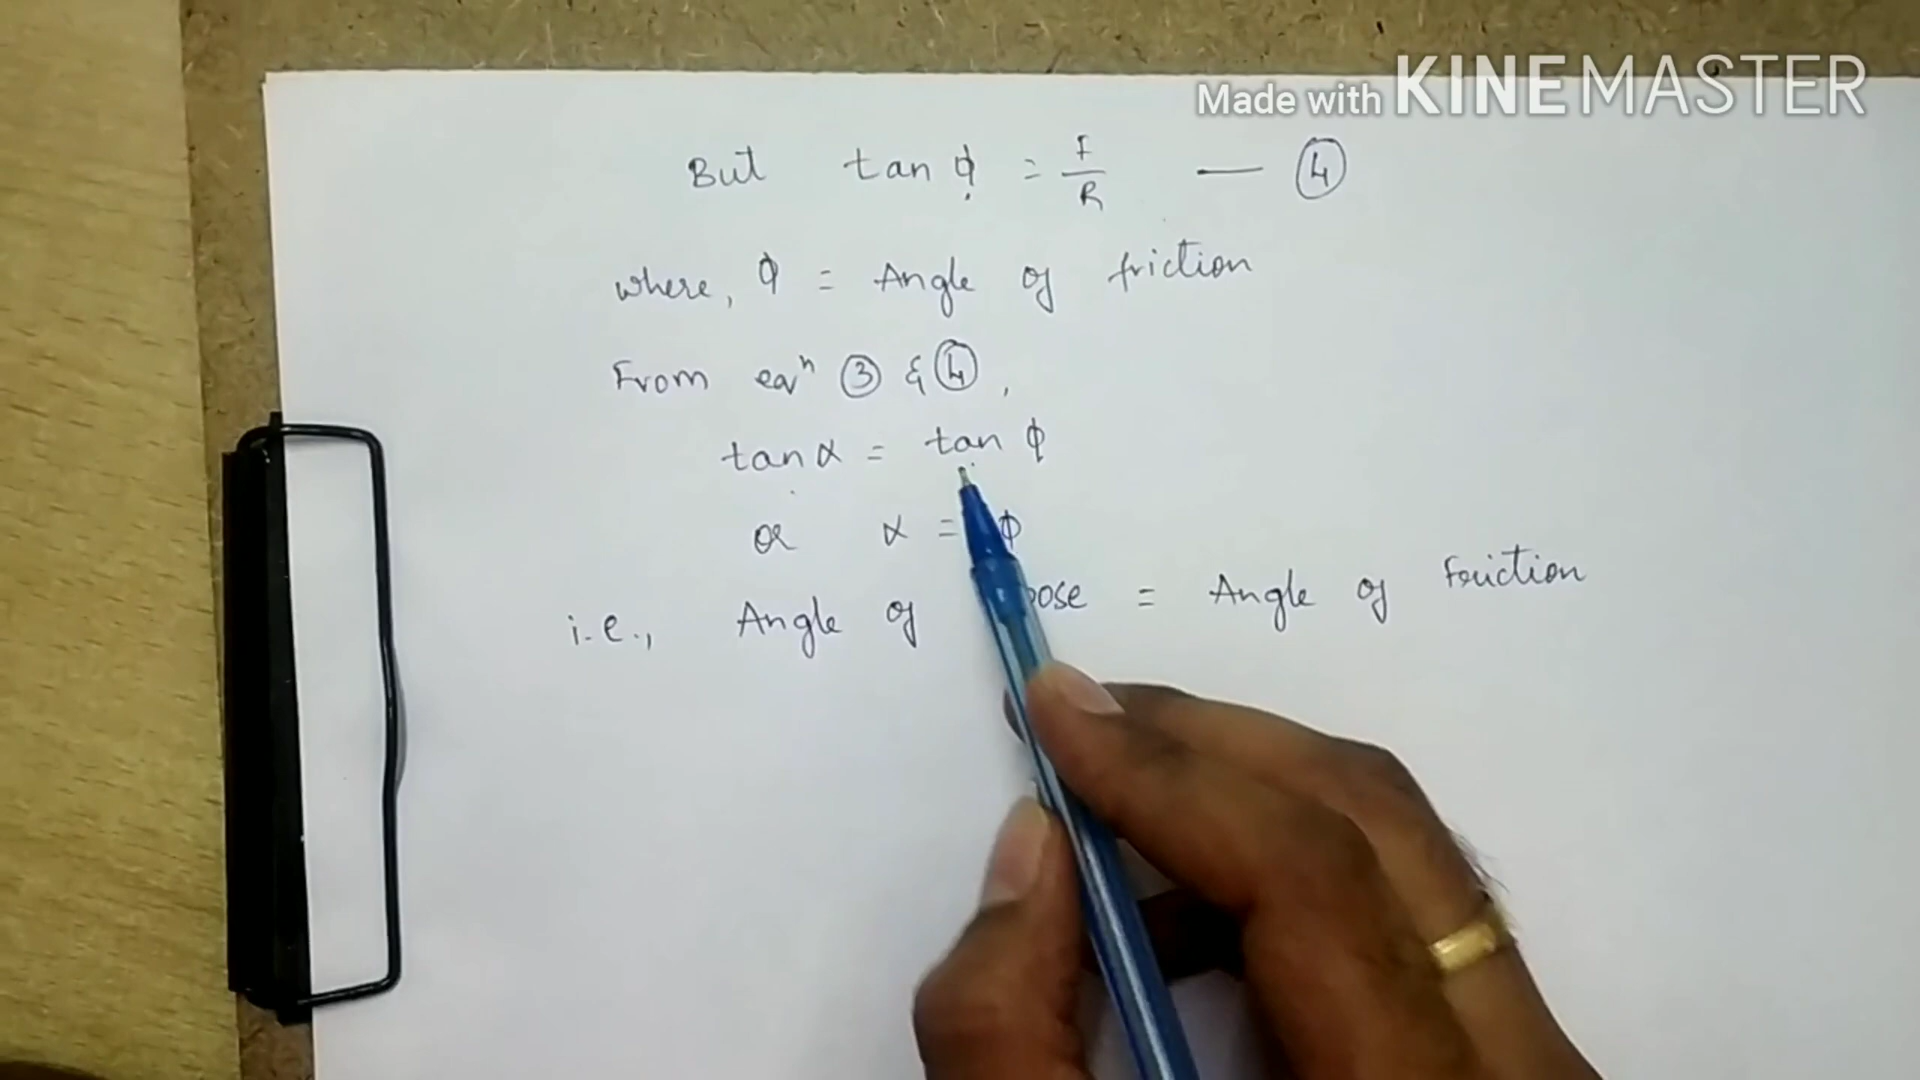 Made with KINEMASTER
But tan ϕ = F/R — ④
where, ϕ = Angle of friction
From eqⁿ ③ & ④,
tan α = tan ϕ
or α = ϕ
i.e., Angle of = Angle of Friction